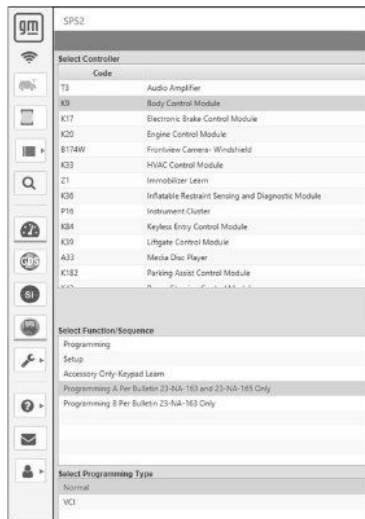 gm
SPS2
Select Controller
Code
T3 Audio Amplifier
K9 Body Control Module
K17 Electronic Brake Control Module
K20 Engine Control Module
B174W Frontview Camera- Windshield
K33 HVAC Control Module
Z1 Immobilizer Learn
K36 Inflatable Restraint Sensing and Diagnostic Module
P16 Instrument Cluster
K84 Keyless Entry Control Module
K39 Liftgate Control Module
A33 Media Disc Player
K182 Parking Assist Control Module
GDS
SI
Select Function/Sequence
Programming
Setup
Accessory Only-Keypad Learn
Programming A Per Bulletin 23-NA-163 and 23-NA-165 Only
Programming B Per Bulletin 23-NA-163 Only
Select Programming Type
Normal
VCI